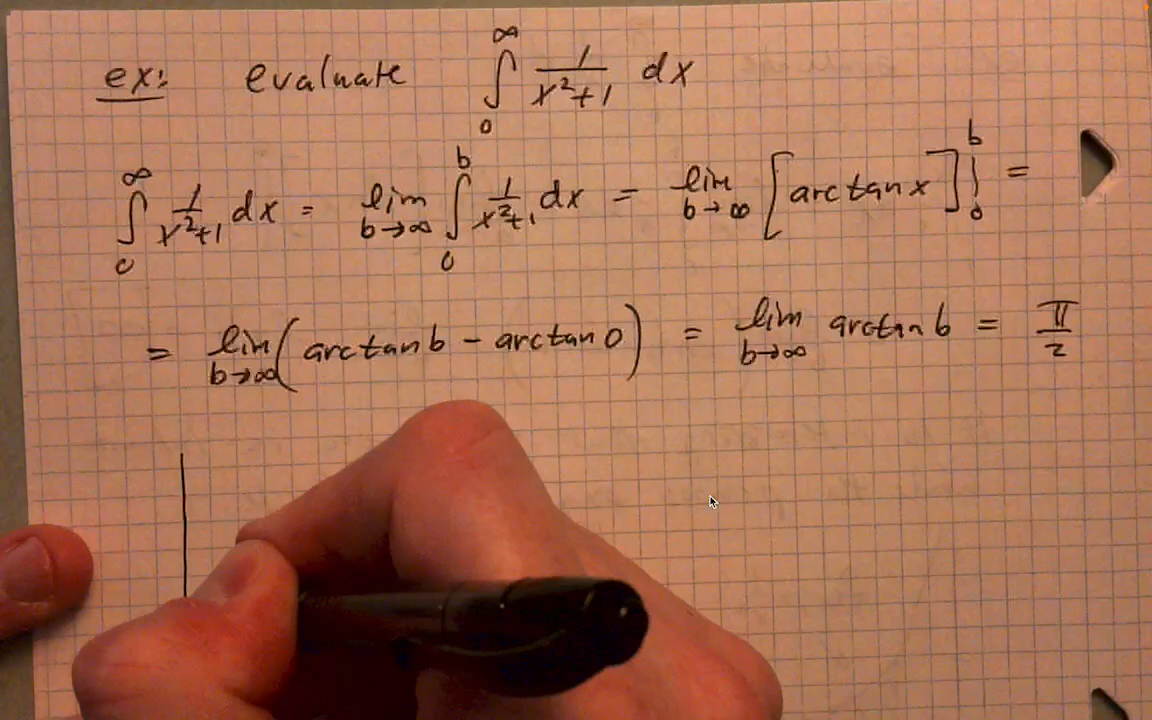 ex: evaluate ∫₀^∞ 1/(x²+1) dx
∫₀^∞ 1/(x²+1) dx = lim_{b→∞} ∫₀^b 1/(x²+1) dx = lim_{b→∞} [arctan x]|₀^b =
= lim_{b→∞} (arctan b − arctan 0) = lim_{b→∞} arctan b = π/2